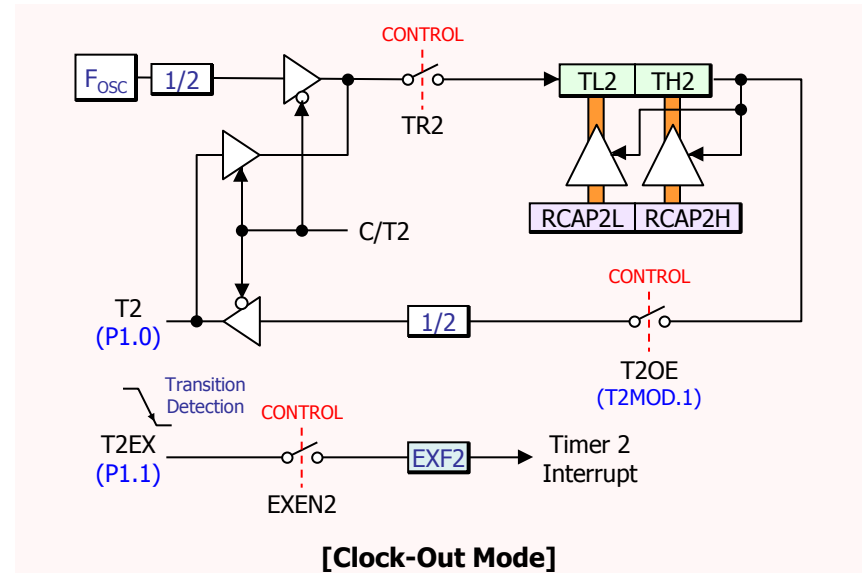 CONTROL
FOSC
1/2
TL2
TH2
TR2
RCAP2L
RCAP2H
C/T2
CONTROL
T2
(P1.0)
1/2
T2OE
(T2MOD.1)
Transition
Detection
CONTROL
T2EX
(P1.1)
EXF2
Timer 2
Interrupt
EXEN2
[Clock-Out Mode]